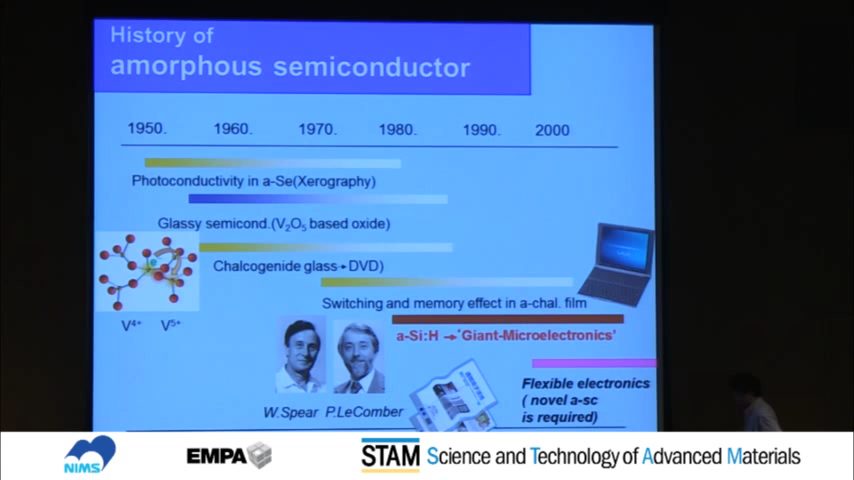 History of
amorphous semiconductor
1950. 1960. 1970. 1980. 1990. 2000
Photoconductivity in a-Se(Xerography)
Glassy semicond.(V₂O₅ based oxide)
Chalcogenide glass→DVD)
Switching and memory effect in a-chal. film
V⁴⁺ V⁵⁺
a-Si:H →'Giant-Microelectronics'
W.Spear P.LeComber
Flexible electronics
( novel a-sc
is required)
NIMS
EMPA
STAM Science and Technology of Advanced Materials